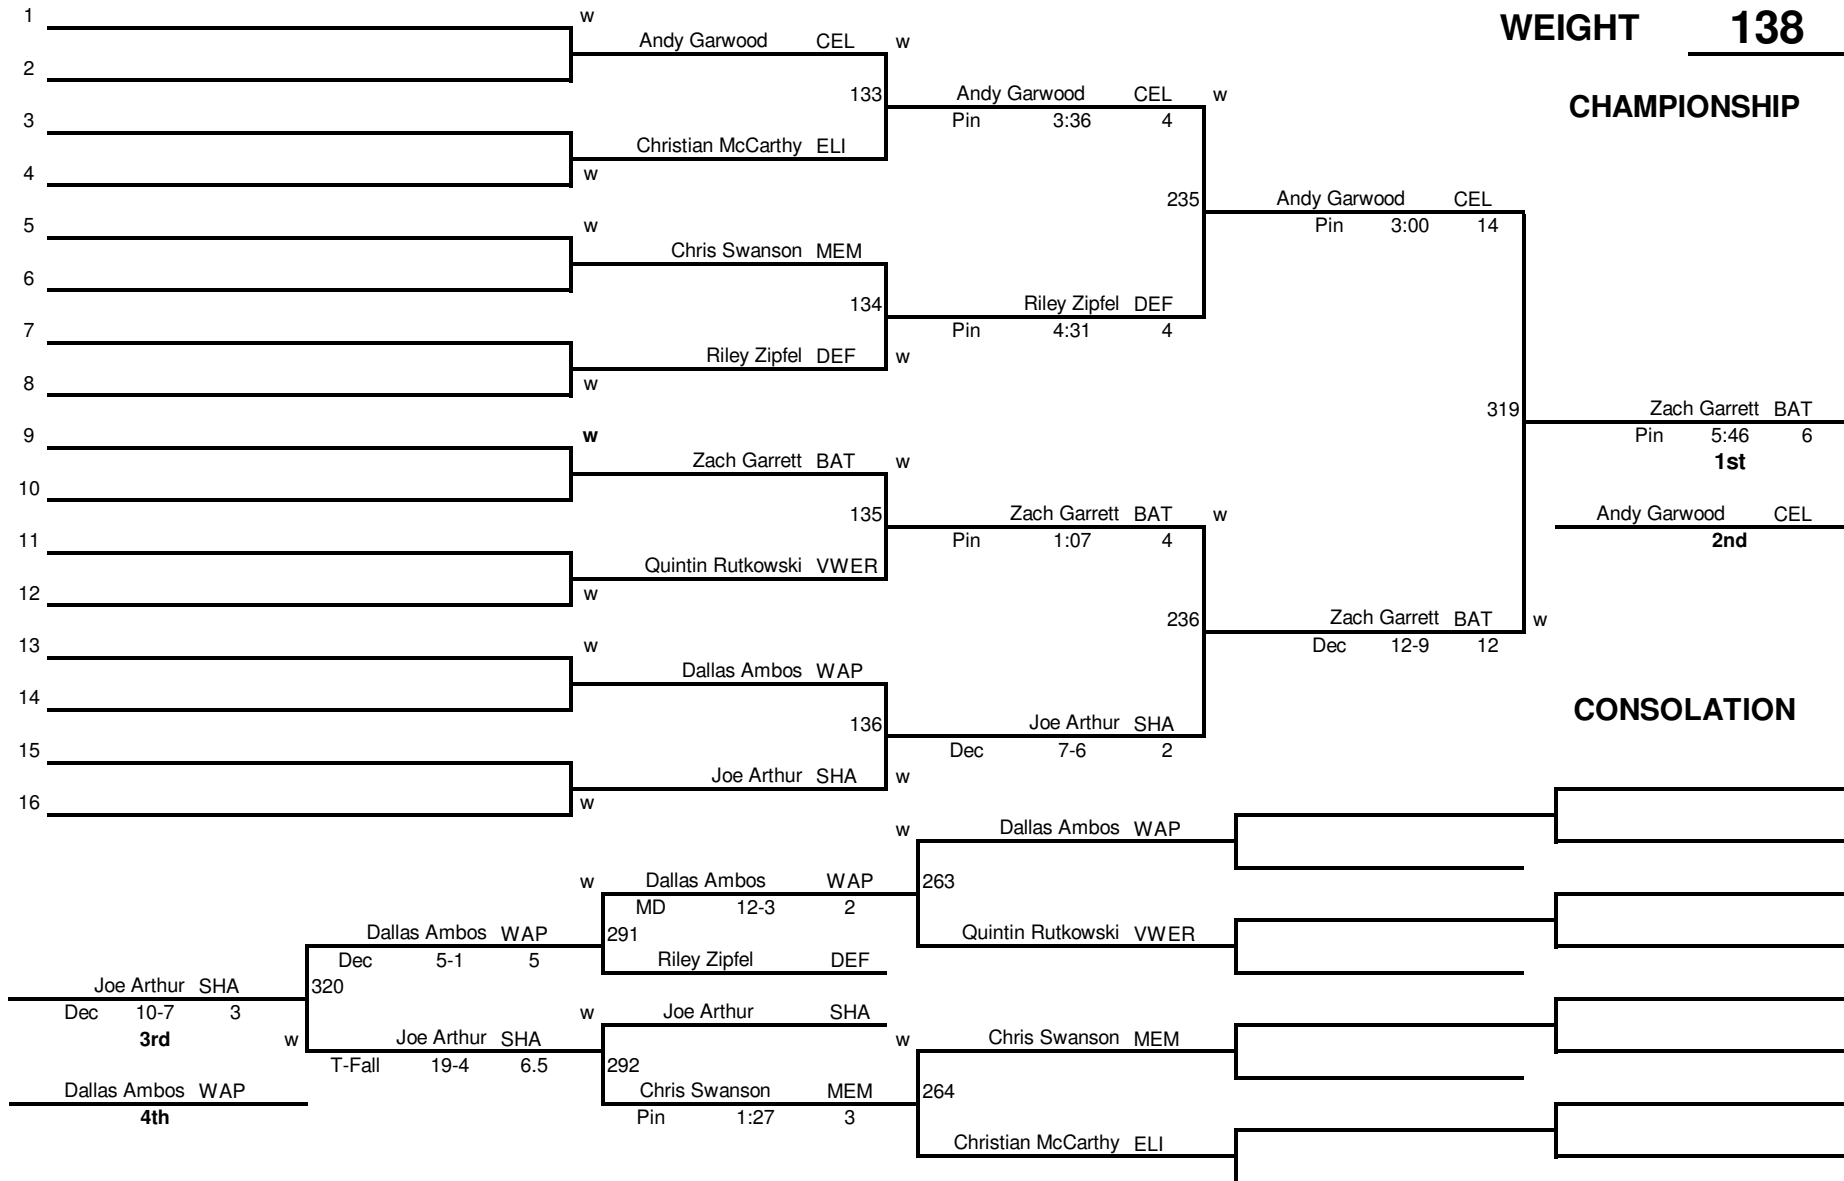 1 w
Andy Garwood CEL w
WEIGHT 138
2
133 Andy Garwood CEL w
Pin 3:36 4
CHAMPIONSHIP
3
Christian McCarthy ELI
4 w
235 Andy Garwood CEL
Pin 3:00 14
5 w
Chris Swanson MEM
6
134 Riley Zipfel DEF
Pin 4:31 4
7
Riley Zipfel DEF w
8 w
319 Zach Garrett BAT
Pin 5:46 6
1st
9 w
Zach Garrett BAT w
10
135 Zach Garrett BAT w
Pin 1:07 4
Andy Garwood CEL
2nd
11
Quintin Rutkowski VWER
12 w
236 Zach Garrett BAT w
Dec 12-9 12
13 w
Dallas Ambos WAP
14
CONSOLATION
136 Joe Arthur SHA
Dec 7-6 2
15
Joe Arthur SHA w
16 w
w Dallas Ambos WAP
w Dallas Ambos WAP 263
MD 12-3 2
Dallas Ambos WAP 291
Quintin Rutkowski VWER
Dec 5-1 5
Riley Zipfel DEF
Joe Arthur SHA 320
Dec 10-7 3
w Joe Arthur SHA
3rd w
Joe Arthur SHA
w Chris Swanson MEM
T-Fall 19-4 6.5 292
Dallas Ambos WAP
4th
Chris Swanson MEM 264
Pin 1:27 3
Christian McCarthy ELI